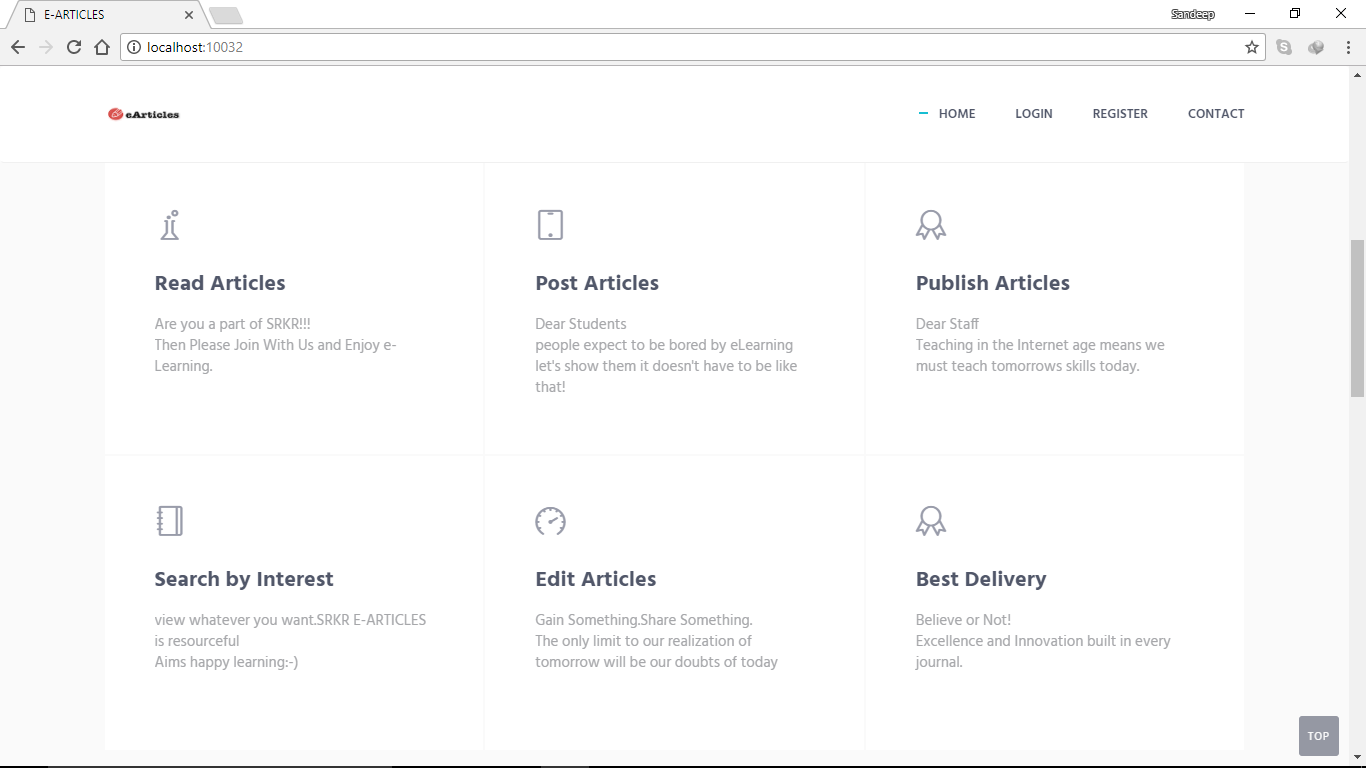 E-ARTICLES
Sandeep
localhost:10032
eArticles
HOME LOGIN REGISTER CONTACT
Read Articles
Are you a part of SRKR!!!
Then Please Join With Us and Enjoy e-
Learning.
Post Articles
Dear Students
people expect to be bored by eLearning
let's show them it doesn't have to be like
that!
Publish Articles
Dear Staff
Teaching in the Internet age means we
must teach tomorrows skills today.
Search by Interest
view whatever you want.SRKR E-ARTICLES
is resourceful
Aims happy learning:-)
Edit Articles
Gain Something.Share Something.
The only limit to our realization of
tomorrow will be our doubts of today
Best Delivery
Believe or Not!
Excellence and Innovation built in every
journal.
TOP